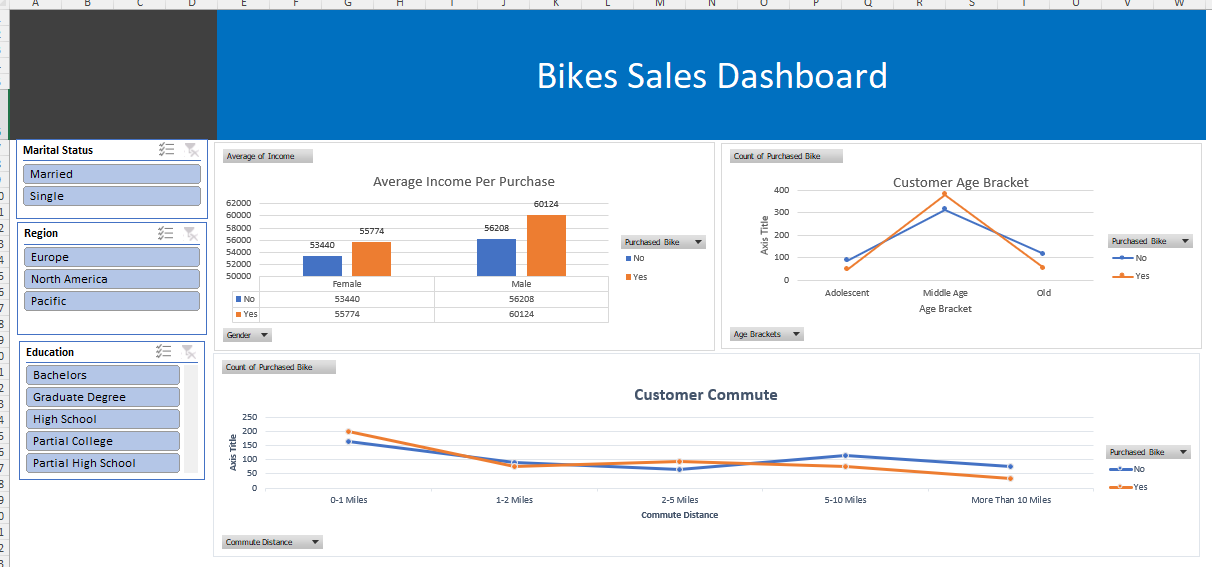 A B C D E F G H I J K L M N O P Q R S T U V W
Bikes Sales Dashboard
Marital Status
Married
Single
Region
Europe
North America
Pacific
Education
Bachelors
Graduate Degree
High School
Partial College
Partial High School
Average of Income
Average Income Per Purchase
62000
60000
58000
56000
54000
52000
50000
53440
55774
56208
60124
Female Male
No 53440 56208
Yes 55774 60124
Purchased Bike
No
Yes
Gender
Count of Purchased Bike
Customer Age Bracket
Axis Title
400
300
200
100
0
Adolescent Middle Age Old
Age Bracket
Purchased Bike
No
Yes
Age Brackets
Count of Purchased Bike
Customer Commute
Axis Title
250
200
150
100
50
0
0-1 Miles 1-2 Miles 2-5 Miles 5-10 Miles More Than 10 Miles
Commute Distance
Purchased Bike
No
Yes
Commute Distance